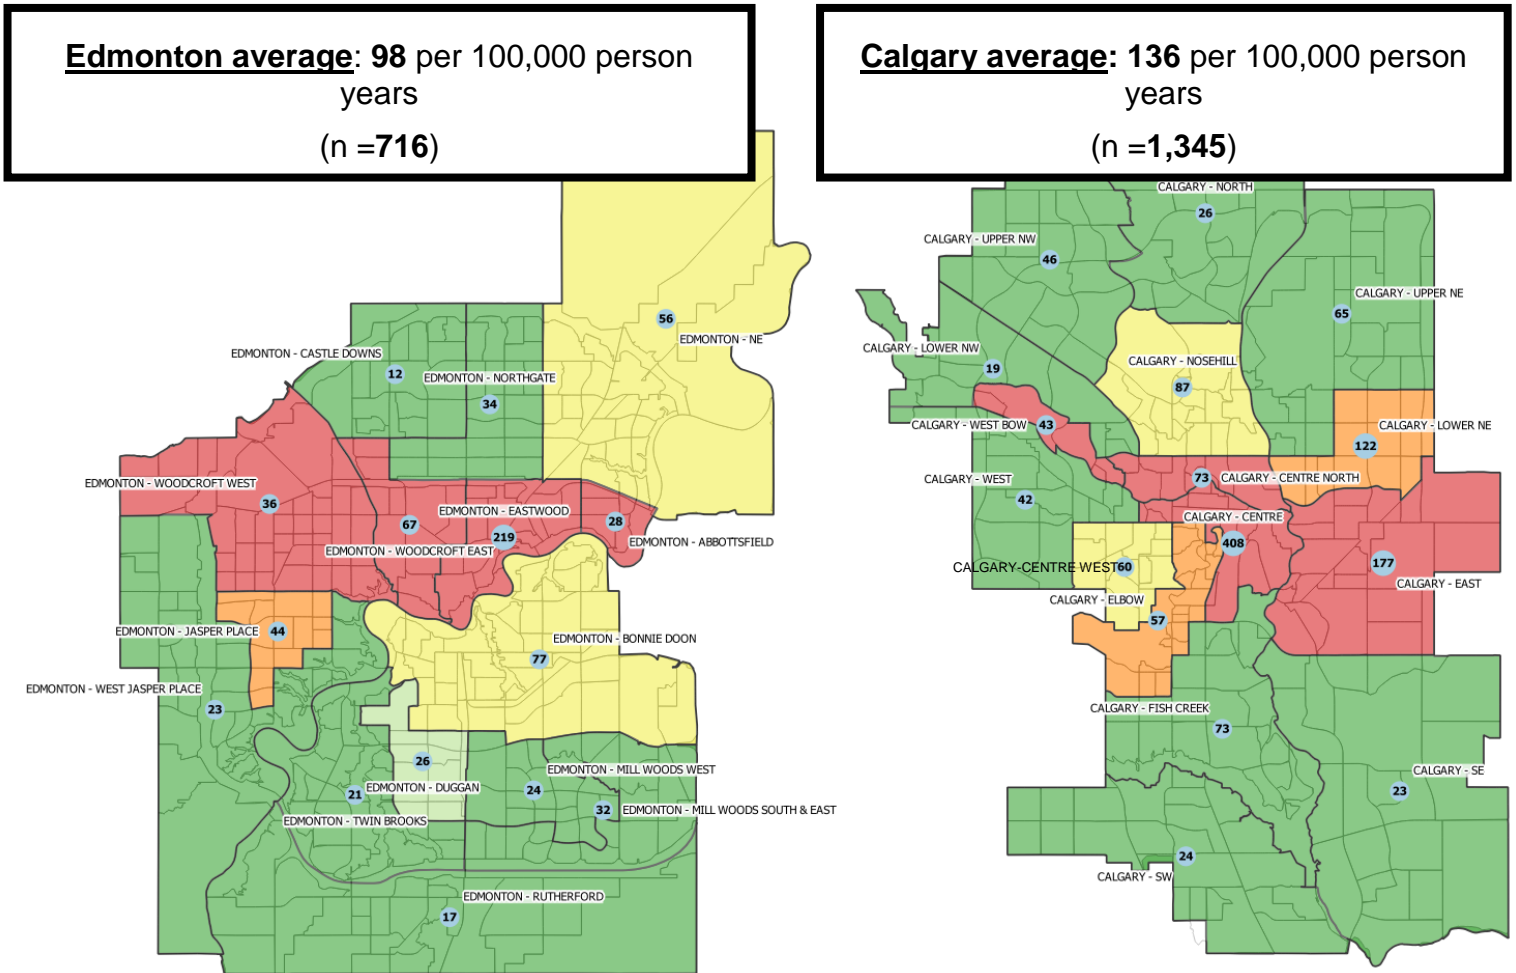 Edmonton average: 98 per 100,000 person
years
(n =716)
Calgary average: 136 per 100,000 person
years
(n =1,345)
56
EDMONTON - NE
EDMONTON - CASTLE DOWNS
12
EDMONTON - NORTHGATE
34
EDMONTON - WOODCROFT WEST
36
EDMONTON - EASTWOOD
67
219
28
EDMONTON - WOODCROFT EAST
EDMONTON - ABBOTTSFIELD
EDMONTON - JASPER PLACE
44
EDMONTON - BONNIE DOON
77
EDMONTON - WEST JASPER PLACE
23
26
EDMONTON - MILL WOODS WEST
EDMONTON - DUGGAN
21
24
32
EDMONTON - MILL WOODS SOUTH & EAST
EDMONTON - TWIN BROOKS
EDMONTON - RUTHERFORD
17
CALGARY - NORTH
26
CALGARY - UPPER NW
46
CALGARY - UPPER NE
65
CALGARY - LOWER NW
19
CALGARY - NOSEHILL
87
CALGARY - WEST BOW
43
CALGARY - LOWER NE
122
CALGARY - WEST
42
73
CALGARY - CENTRE NORTH
CALGARY - CENTRE
408
CALGARY-CENTRE WEST
60
177
CALGARY - EAST
CALGARY - ELBOW
57
CALGARY - FISH CREEK
73
CALGARY - SE
23
24
CALGARY - SW